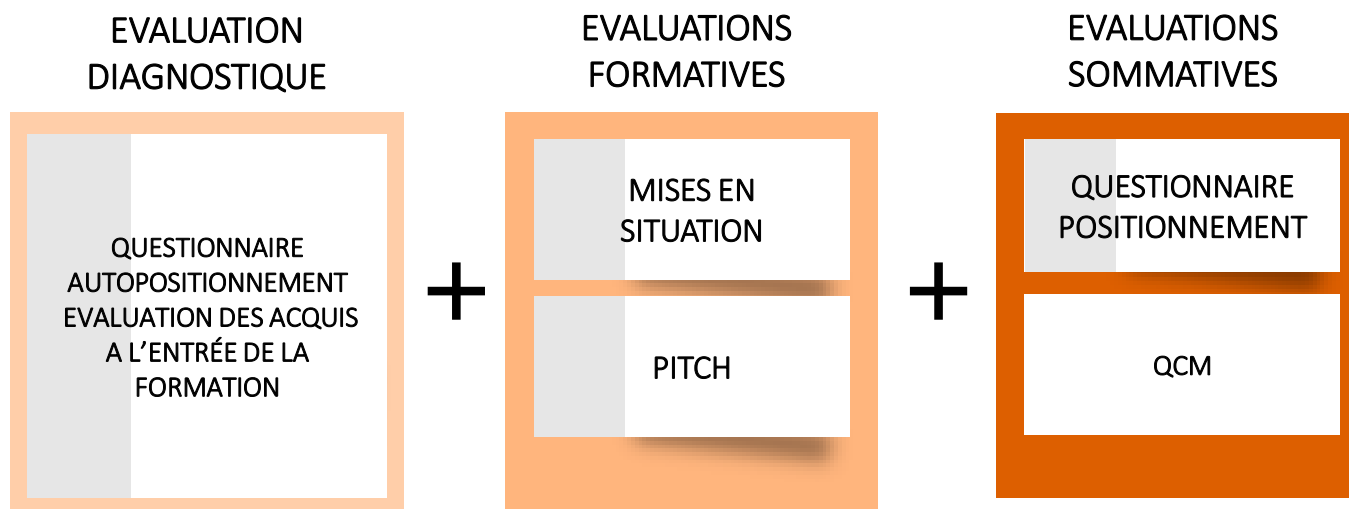 EVALUATION
DIAGNOSTIQUE
QUESTIONNAIRE
AUTOPOSITIONNEMENT
EVALUATION DES ACQUIS
A L’ENTRÉE DE LA
FORMATION
+
EVALUATIONS
FORMATIVES
MISES EN
SITUATION
PITCH
+
EVALUATIONS
SOMMATIVES
QUESTIONNAIRE
POSITIONNEMENT
QCM